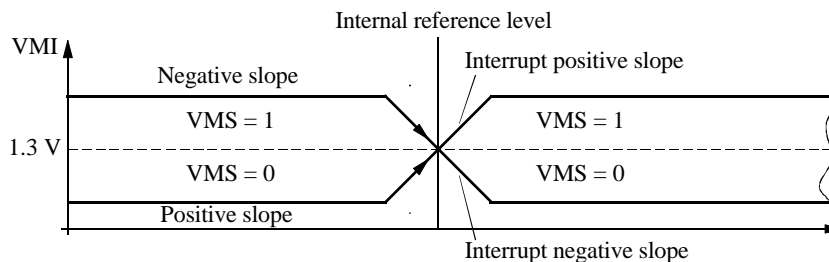 Internal reference level
VMI
Negative slope
Interrupt positive slope
VMS = 1
VMS = 1
1.3 V
VMS = 0
VMS = 0
Positive slope
Interrupt negative slope